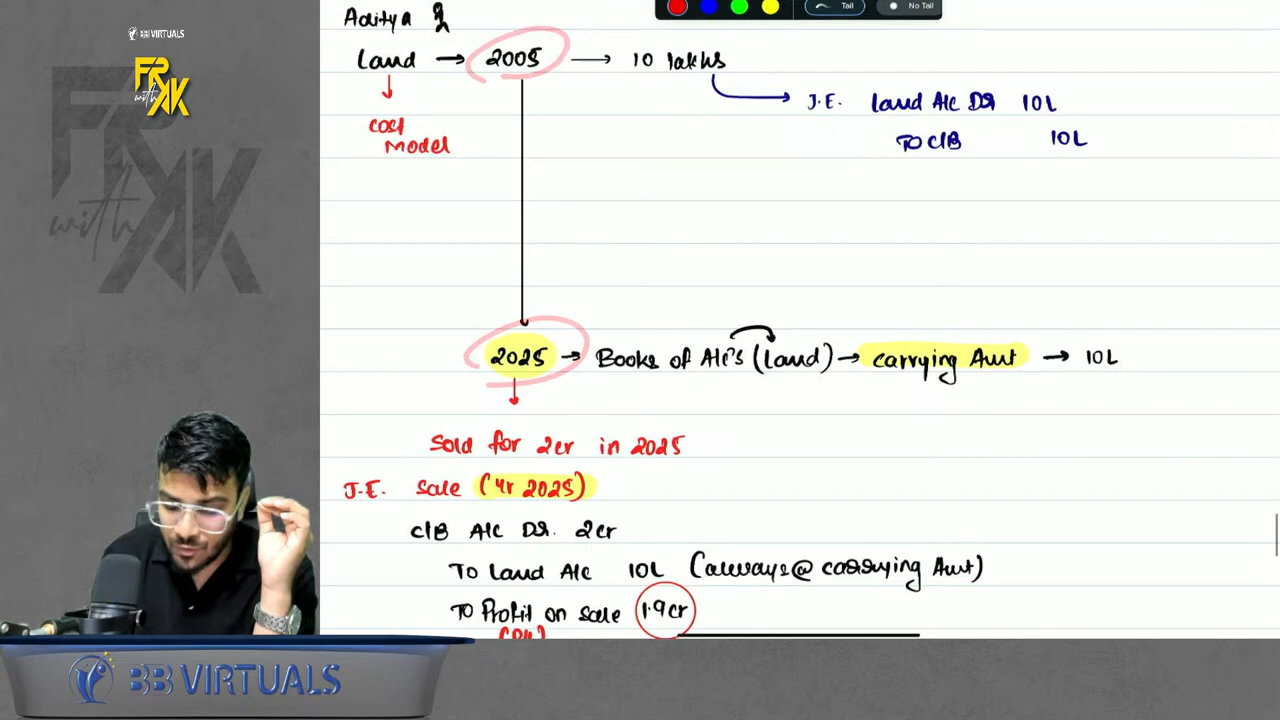 Aditya
BB VIRTUALS
FR with AK
Tail
No Tail
Land → 2005 → 10 lakhs
J.E. Land A/c Dr 10L
To C/B 10L
cost
Model
2025 → Books of A/c's (Land) → carrying Amt → 10L
Sold for 2cr in 2025
J.E. sale (Yr 2025)
C/B A/c Dr. 2cr
To Land A/c 10L (always@ carrying Amt)
To Profit on sale 1.9cr
BB VIRTUALS